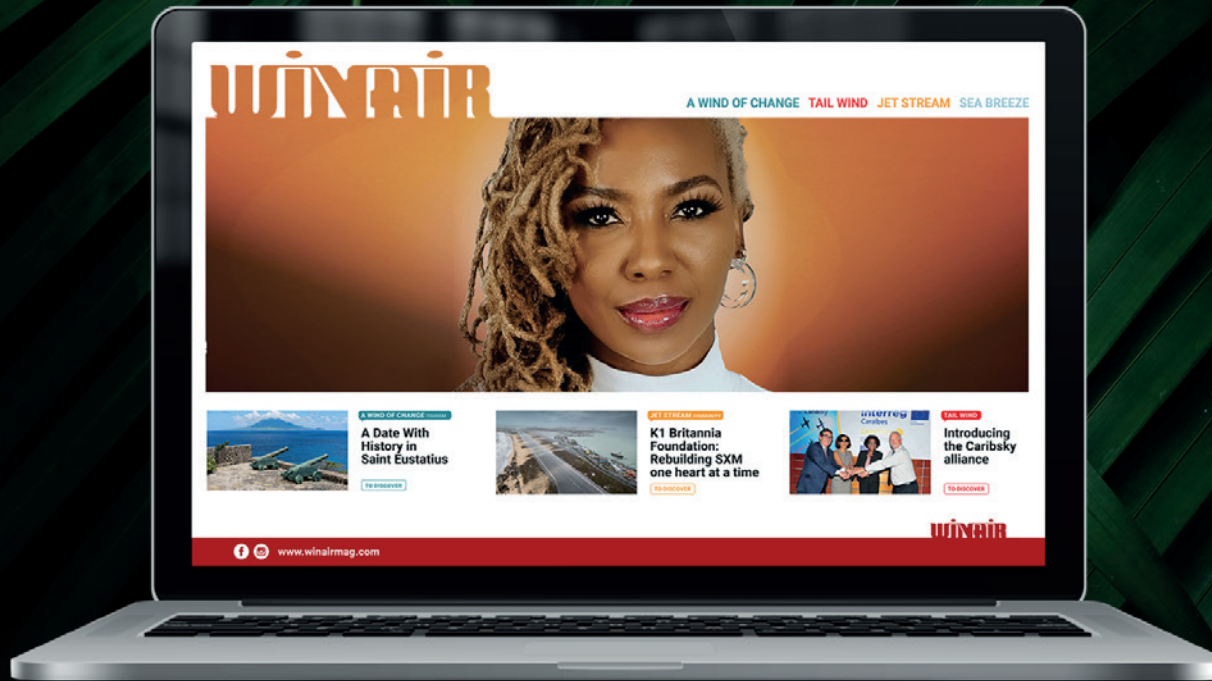 WINAIR
A WIND OF CHANGE TAIL WIND JET STREAM SEA BREEZE
A WIND OF CHANGE TOURISM
A Date With
History in
Saint Eustatius
TO DISCOVER
JET STREAM COMMUNITY
K1 Britannia
Foundation:
Rebuilding SXM
one heart at a time
TO DISCOVER
Interreg
Caraïbes
TAIL WIND
Introducing
the Caribsky
alliance
TO DISCOVER
WINAIR
www.winairmag.com